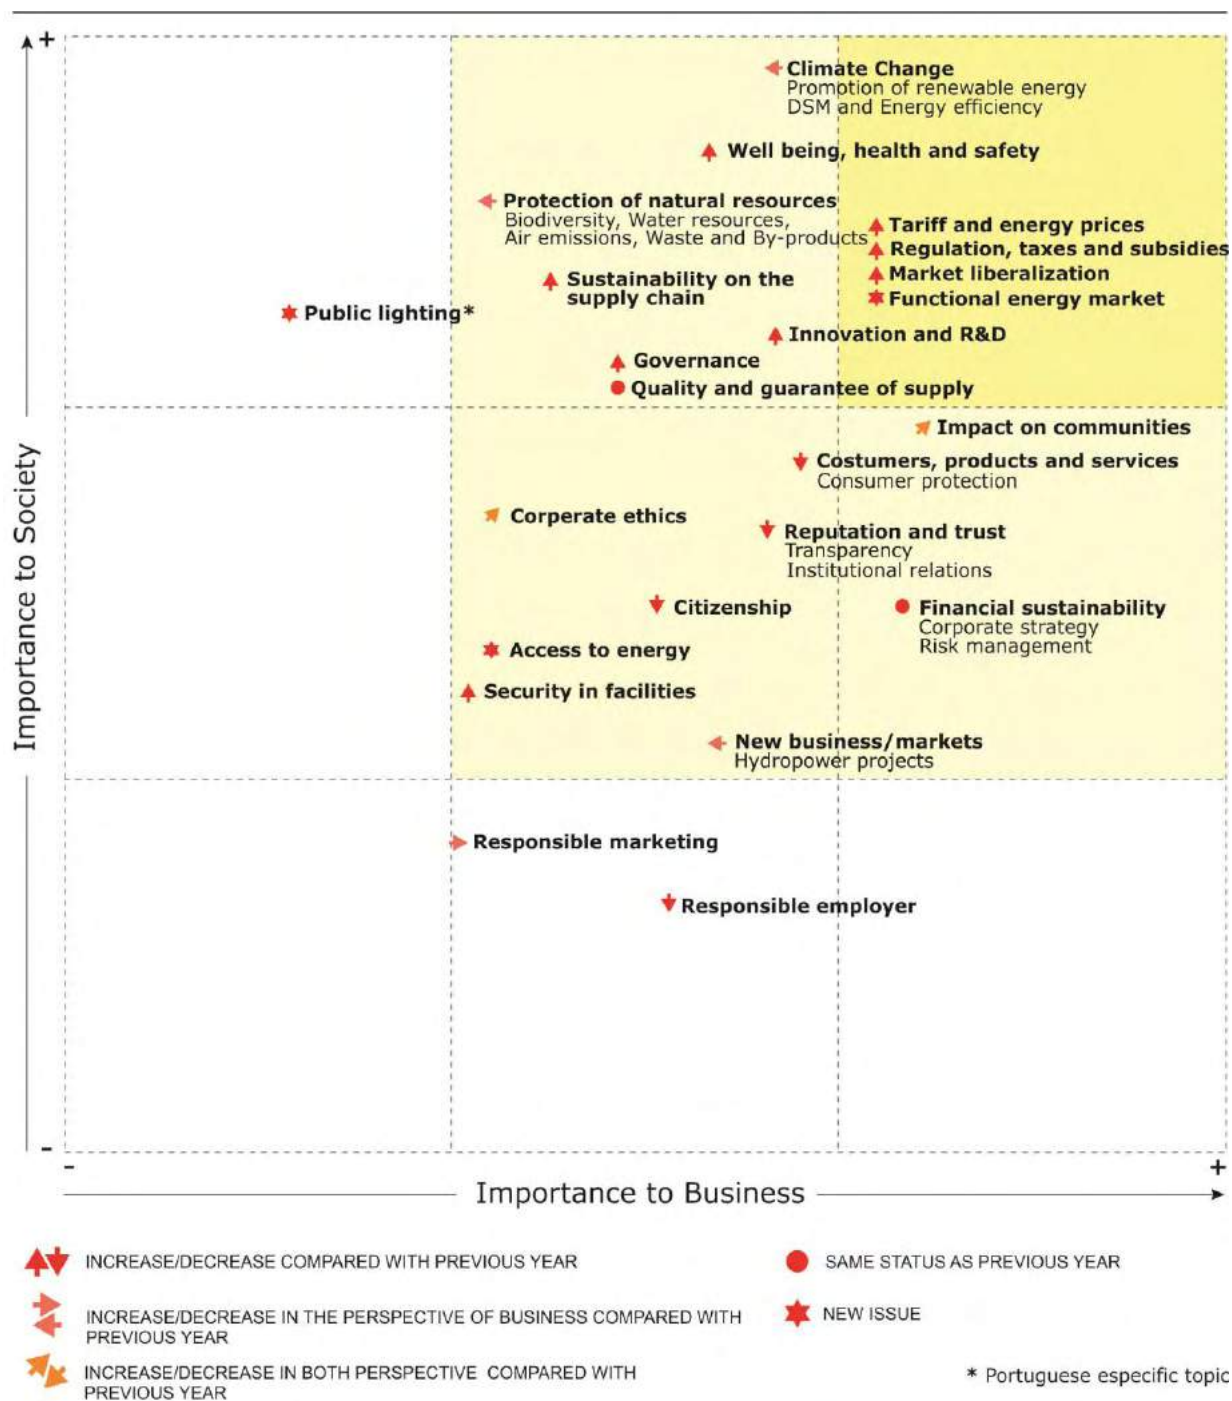 +
Climate Change
Promotion of renewable energy
DSM and Energy efficiency
Well being, health and safety
Protection of natural resources
Biodiversity, Water resources,
Air emissions, Waste and By-products
Tariff and energy prices
Regulation, taxes and subsidies
Market liberalization
Functional energy market
Sustainability on the
supply chain
Public lighting*
Innovation and R&D
Governance
Quality and guarantee of supply
Impact on communities
Costumers, products and services
Consumer protection
Corperate ethics
Reputation and trust
Transparency
Institutional relations
Citizenship
Financial sustainability
Corporate strategy
Risk management
Access to energy
Security in facilities
New business/markets
Hydropower projects
Responsible marketing
Responsible employer
Importance to Society
-
-
+
Importance to Business
INCREASE/DECREASE COMPARED WITH PREVIOUS YEAR
SAME STATUS AS PREVIOUS YEAR
INCREASE/DECREASE IN THE PERSPECTIVE OF BUSINESS COMPARED WITH
PREVIOUS YEAR
NEW ISSUE
INCREASE/DECREASE IN BOTH PERSPECTIVE COMPARED WITH
PREVIOUS YEAR
* Portuguese especific topic